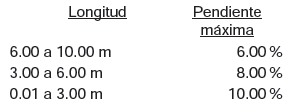 Longitud Pendiente
máxima
6.00 a 10.00 m 6.00 %
3.00 a 6.00 m 8.00 %
0.01 a 3.00 m 10.00 %